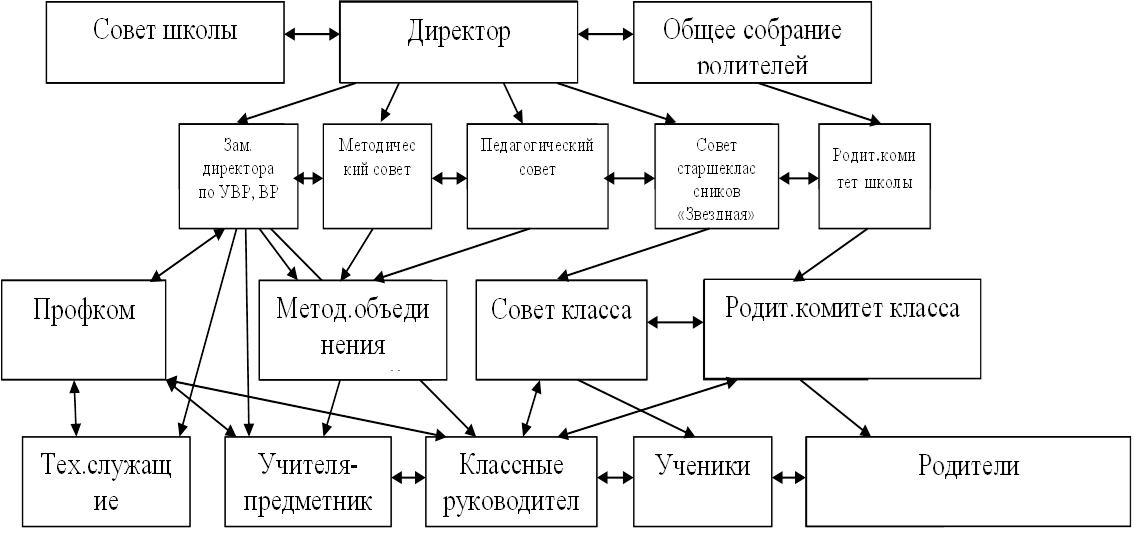 Совет школы
Директор
Общее собрание
родителей
Зам.
директора
по УВР, ВР
Методичес
кий совет
Педагогический
совет
Совет
старшеклас
сников
«Звездная»
Родит.коми
тет школы
Профком
Метод.объеди
нения
Совет класса
Родит.комитет класса
Тех.служащ
ие
Учителя-
предметник
Классные
руководител
Ученики
Родители